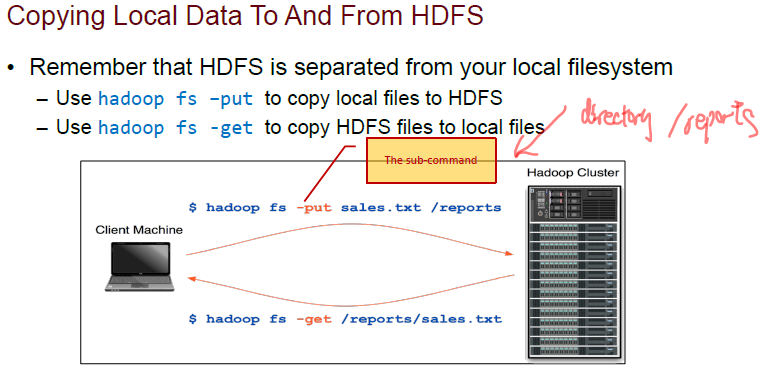 Copying Local Data To And From HDFS
• Remember that HDFS is separated from your local filesystem
– Use hadoop fs –put to copy local files to HDFS
– Use hadoop fs -get to copy HDFS files to local files
directory /reports
The sub-command
Hadoop Cluster
$ hadoop fs -put sales.txt /reports
Client Machine
$ hadoop fs -get /reports/sales.txt